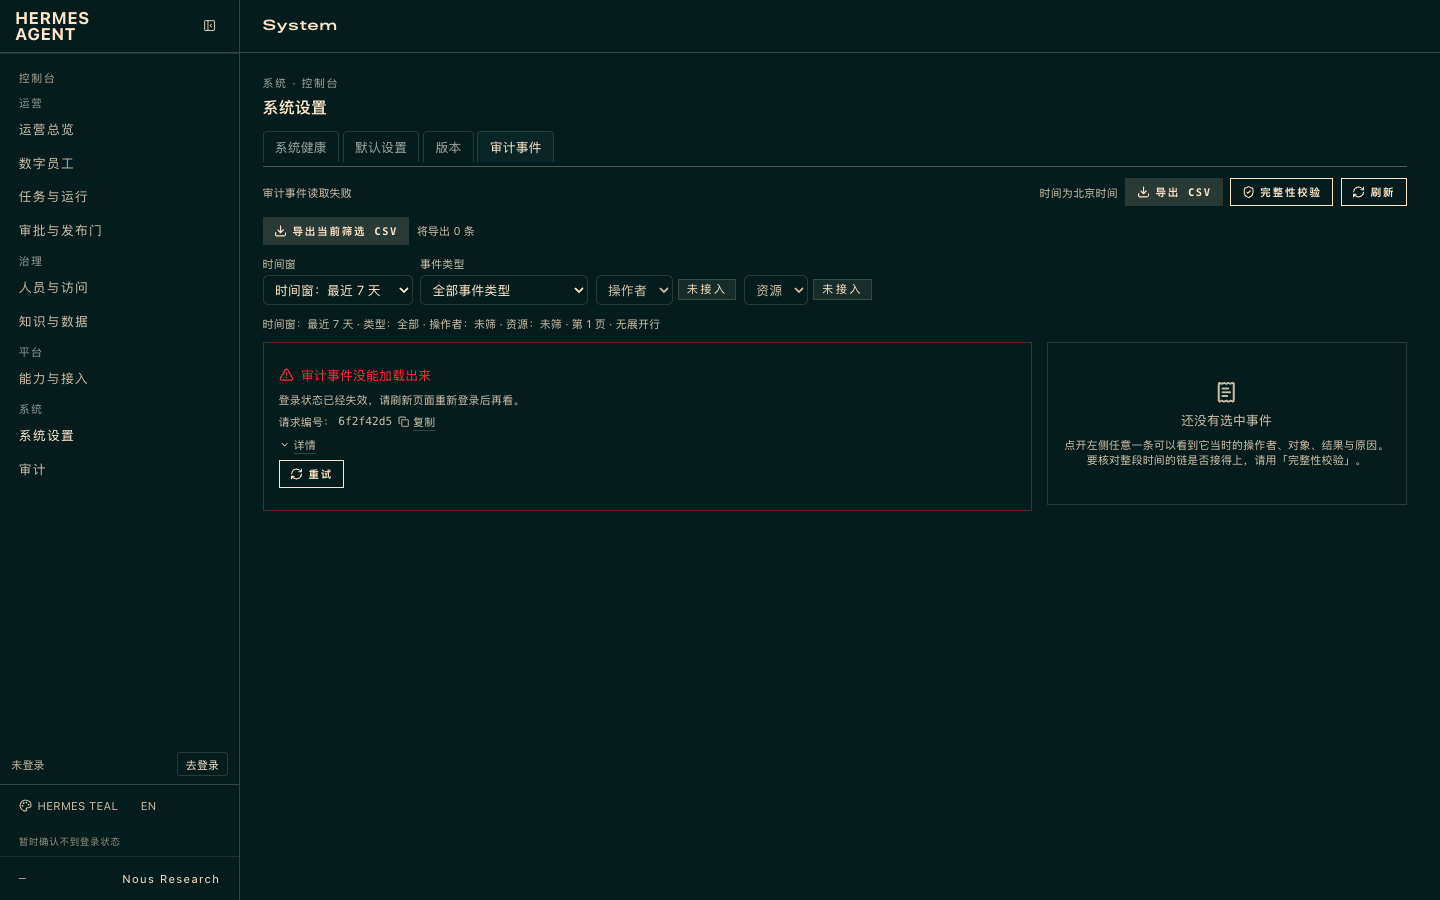 HERMES
AGENT
System
控制台
运营
运营总览
数字员工
任务与运行
审批与发布门
治理
人员与访问
知识与数据
平台
能力与接入
系统
系统设置
审计
未登录
去登录
HERMES TEAL EN
暂时确认不到登录状态
– Nous Research
系统 · 控制台
系统设置
系统健康 默认设置 版本 审计事件
审计事件读取失败
时间为北京时间 导出 CSV 完整性校验 刷新
导出当前筛选 CSV 将导出 0 条
时间窗 事件类型
时间窗：最近 7 天 全部事件类型 操作者 未接入 资源 未接入
时间窗：最近 7 天 · 类型：全部 · 操作者：未筛 · 资源：未筛 · 第 1 页 · 无展开行
审计事件没能加载出来
登录状态已经失效，请刷新页面重新登录后再看。
请求编号： 6f2f42d5 复制
详情
重试
还没有选中事件
点开左侧任意一条可以看到它当时的操作者、对象、结果与原因。
要核对整段时间的链是否接得上，请用「完整性校验」。